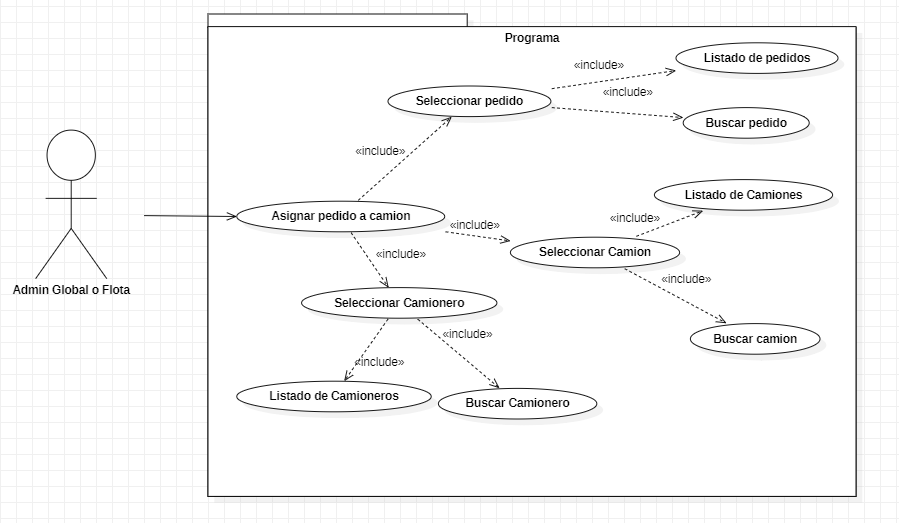 Programa
«include»
Listado de pedidos
Seleccionar pedido
«include»
Buscar pedido
«include»
Listado de Camiones
Asignar pedido a camion
«include»
«include»
Seleccionar Camion
«include»
«include»
Admin Global o Flota
Seleccionar Camionero
«include»
Buscar camion
«include»
Listado de Camioneros
Buscar Camionero